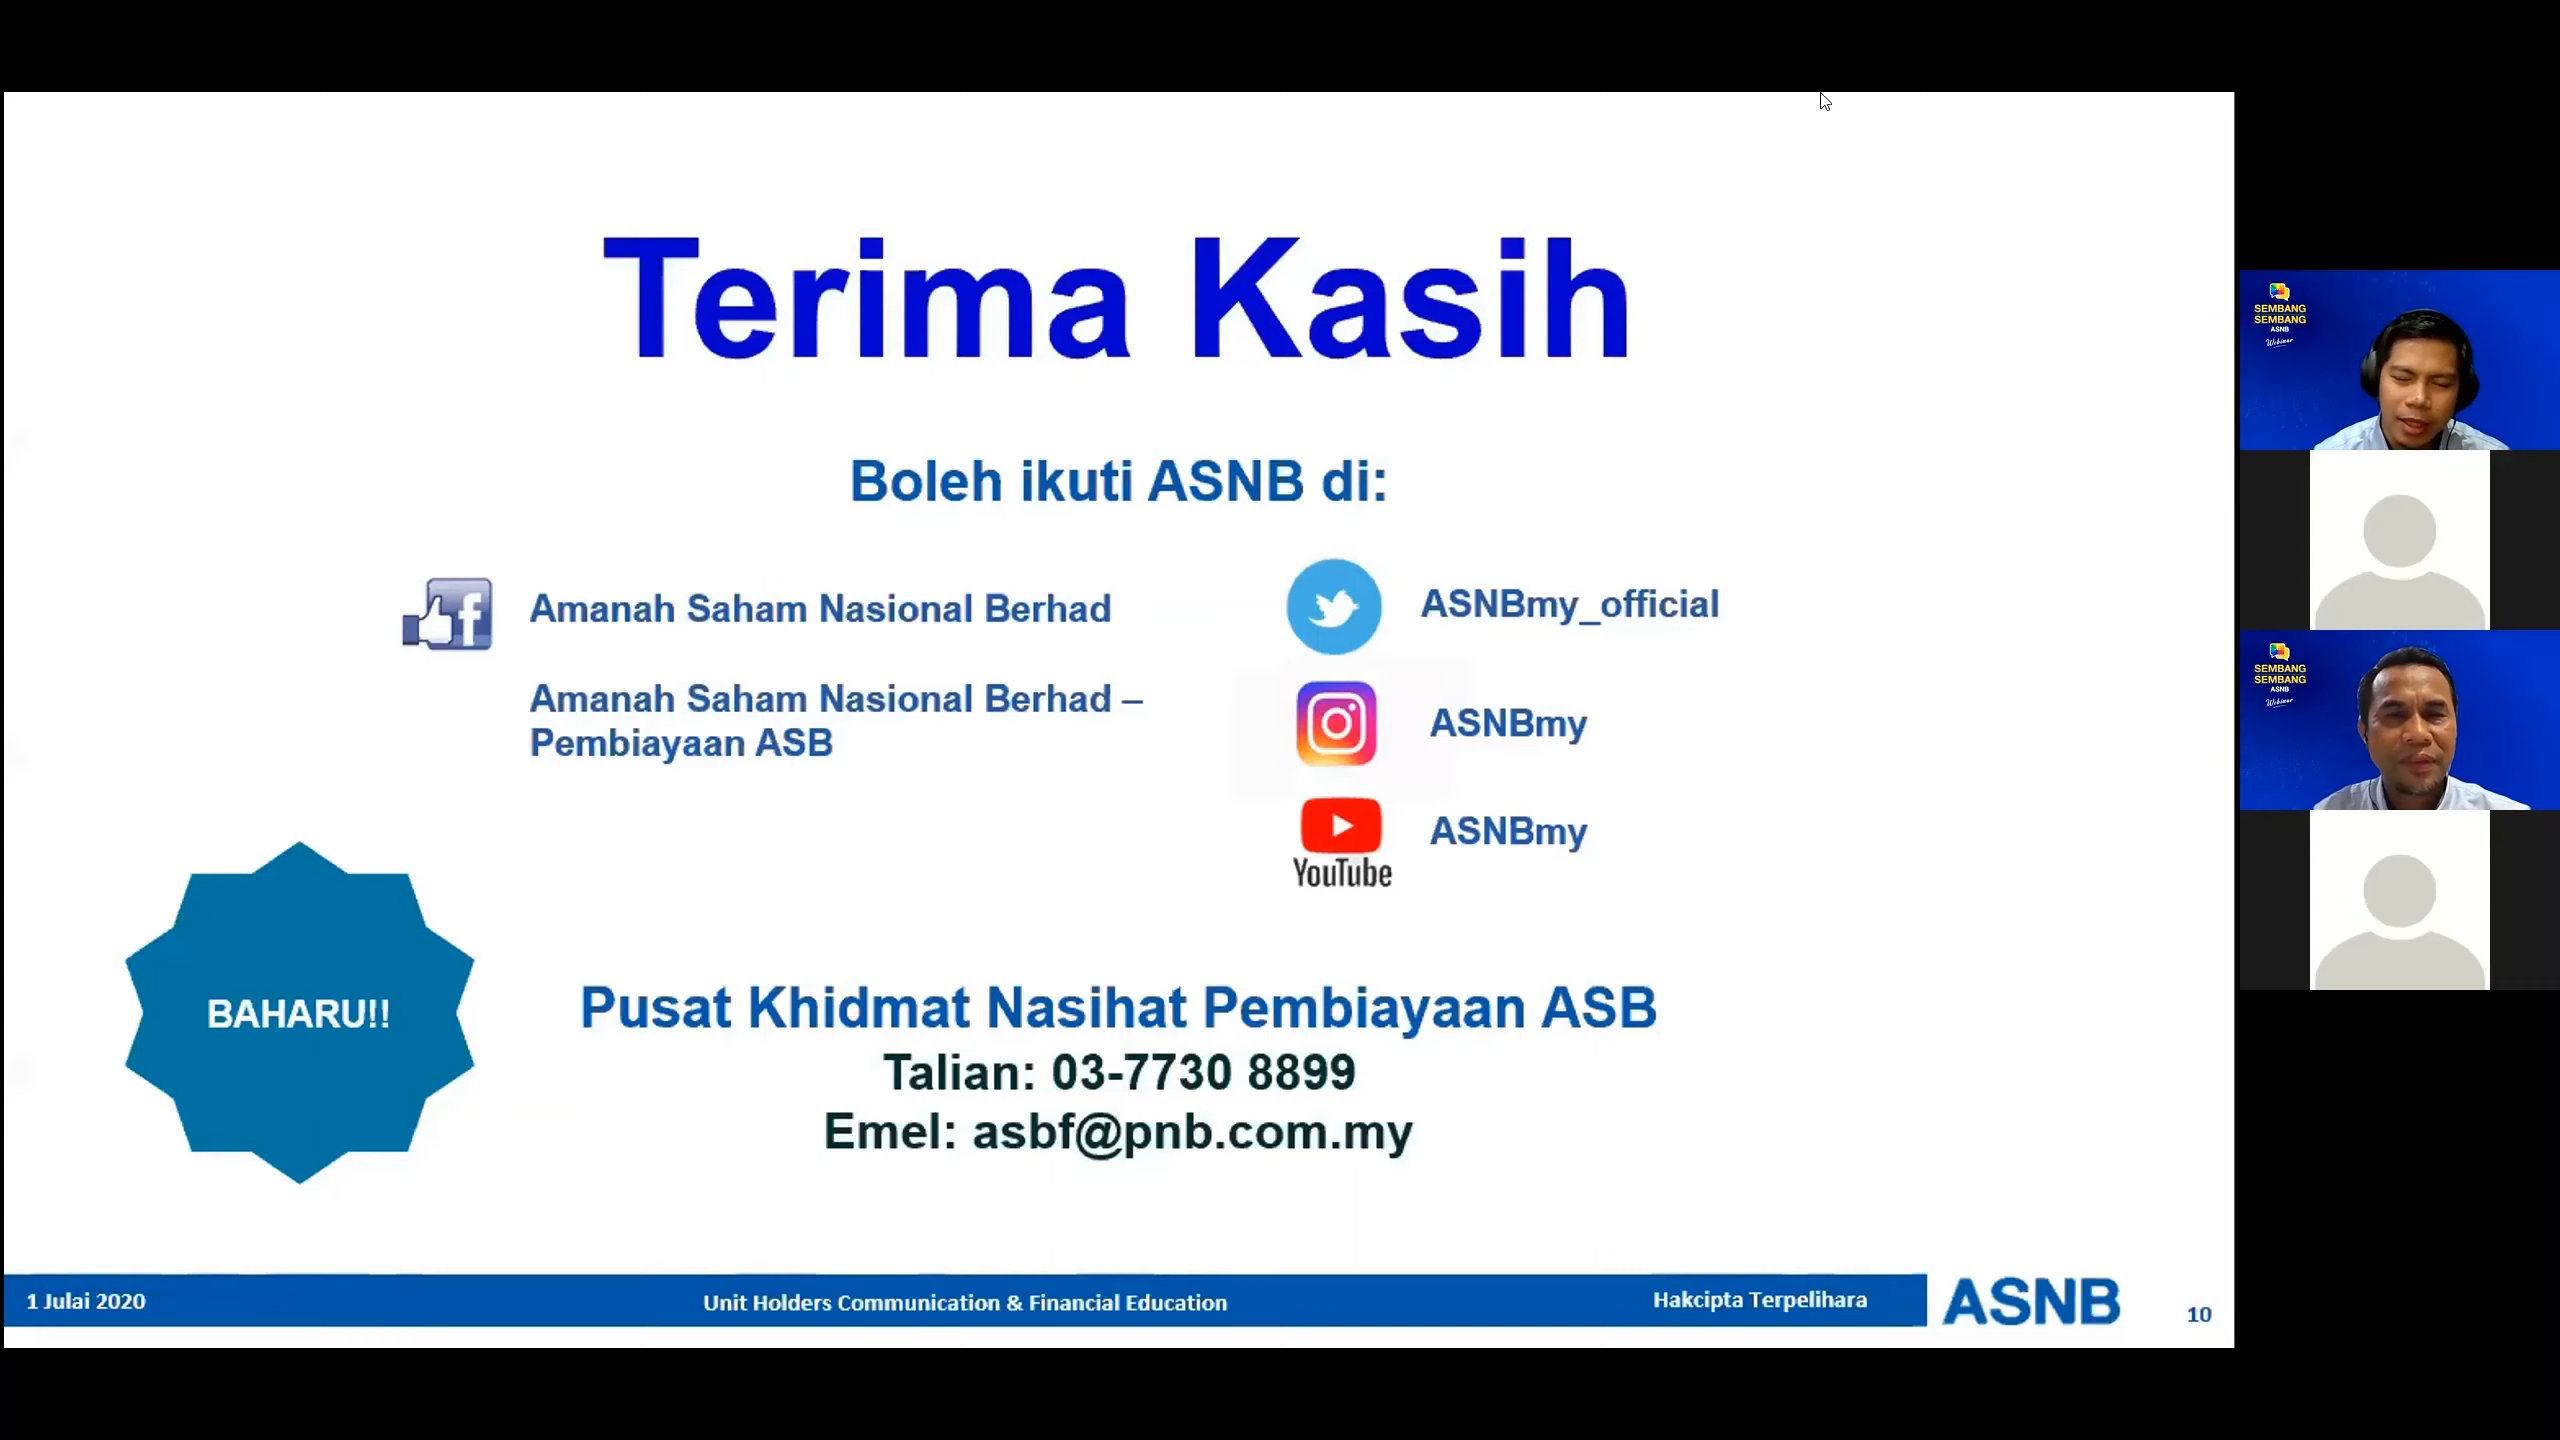 Terima Kasih
Boleh ikuti ASNB di:
Amanah Saham Nasional Berhad
Amanah Saham Nasional Berhad –
Pembiayaan ASB
ASNBmy_official
ASNBmy
YouTube
ASNBmy
BAHARU!!
Pusat Khidmat Nasihat Pembiayaan ASB
Talian: 03-7730 8899
Emel: asbf@pnb.com.my
1 Julai 2020
Unit Holders Communication & Financial Education
Hakcipta Terpelihara
ASNB
10
SEMBANG
SEMBANG
ASNB
Webinar
SEMBANG
SEMBANG
ASNB
Webinar